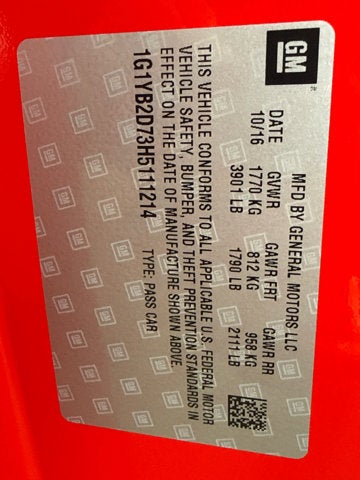 GM
MFD BY GENERAL MOTORS LLC
DATE GVWR GAWR FRT GAWR RR
10/16 1770 KG 812 KG 958 KG
3901 LB 1790 LB 2111 LB
THIS VEHICLE CONFORMS TO ALL APPLICABLE U.S. FEDERAL MOTOR
VEHICLE SAFETY, BUMPER, AND THEFT PREVENTION STANDARDS IN
EFFECT ON THE DATE OF MANUFACTURE SHOWN ABOVE.
1G1YB2D73H5111214 TYPE: PASS CAR